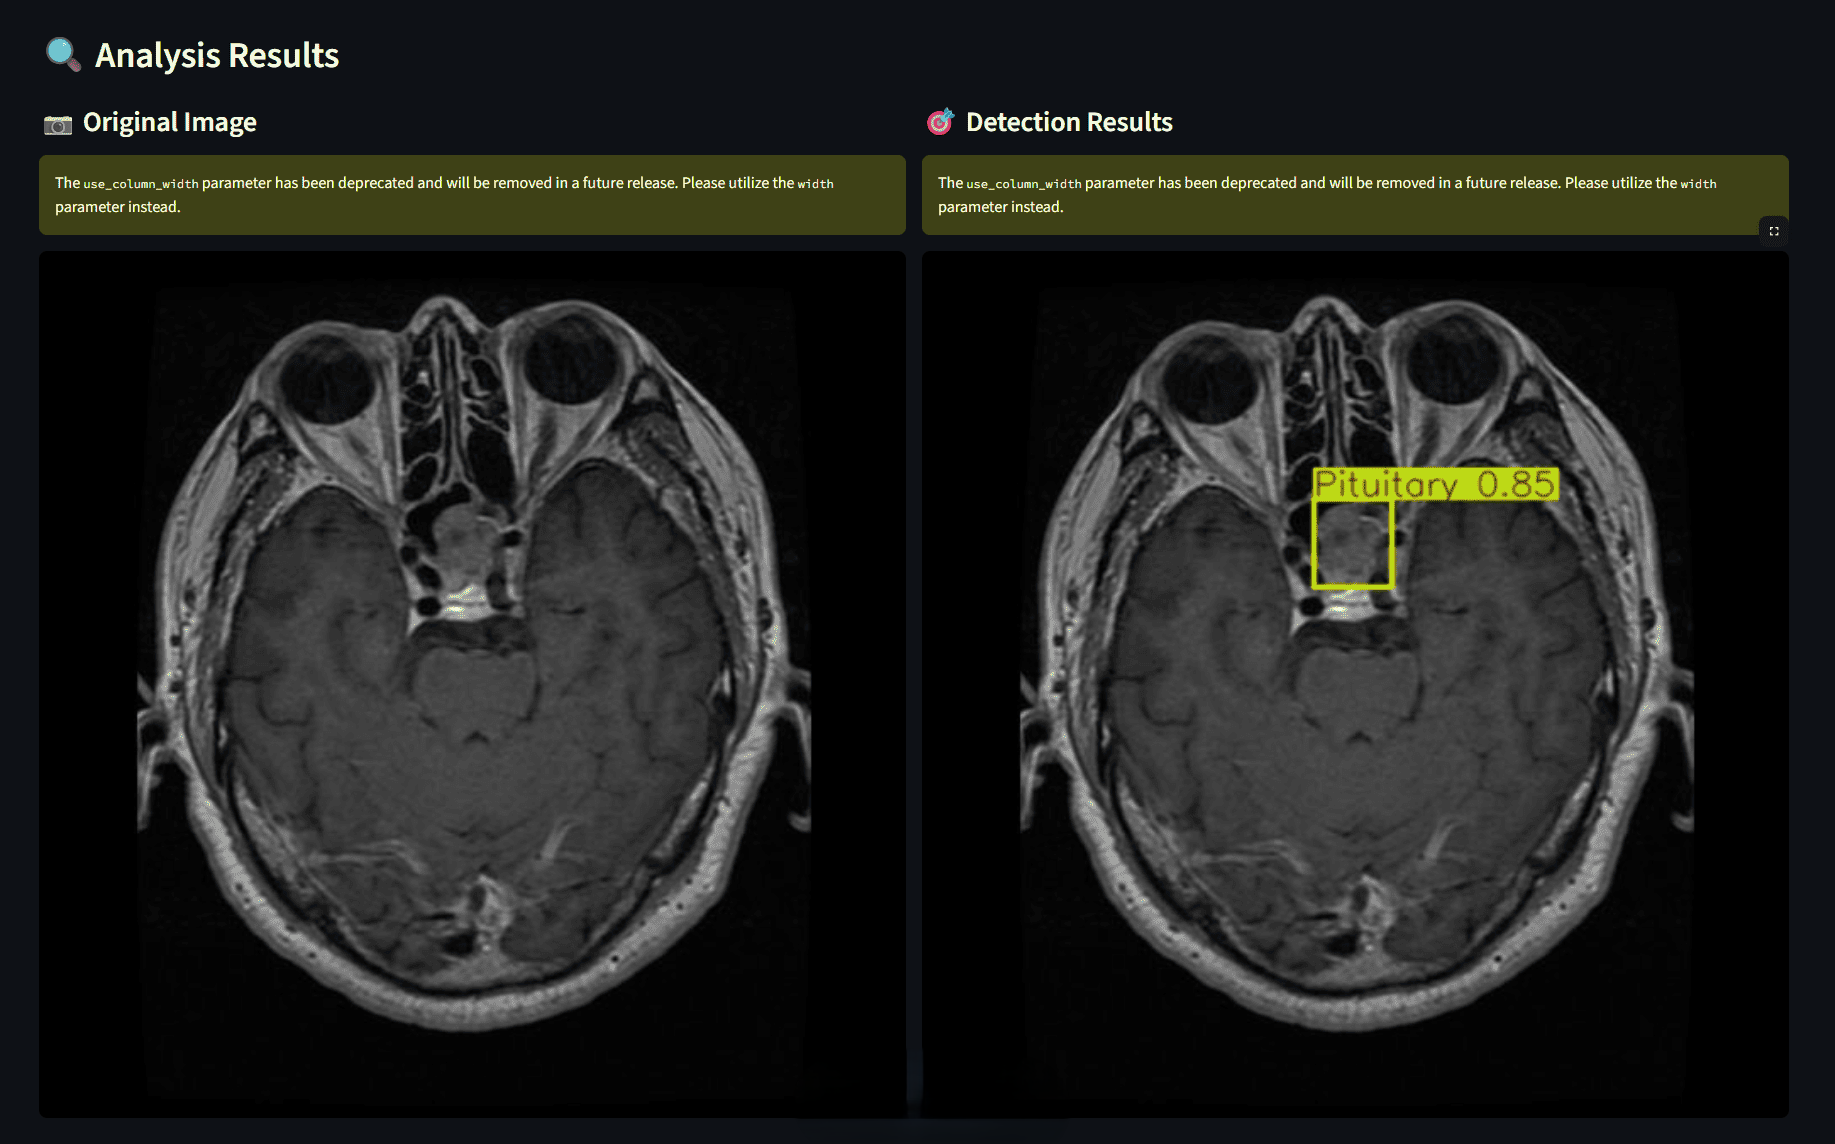 Analysis Results
Original Image
The use_column_width parameter has been deprecated and will be removed in a future release. Please utilize the width
parameter instead.
Detection Results
The use_column_width parameter has been deprecated and will be removed in a future release. Please utilize the width
parameter instead.
Pituitary 0.85